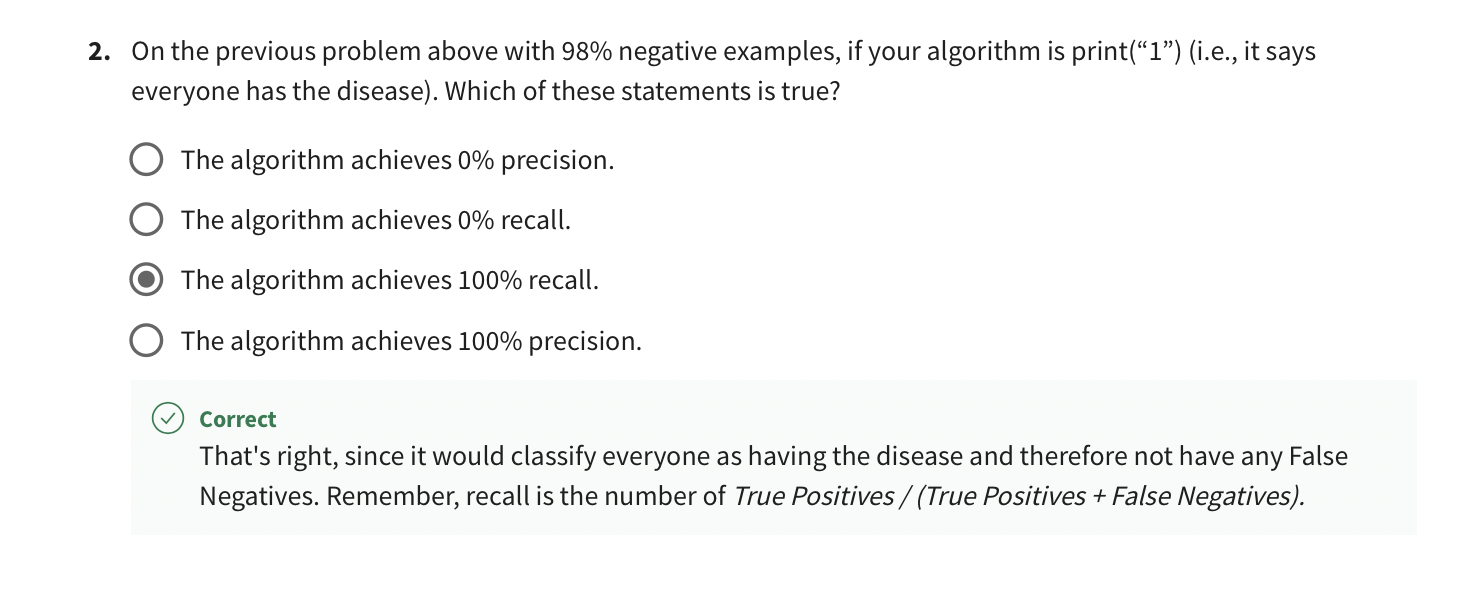 2. On the previous problem above with 98% negative examples, if your algorithm is print(“1”) (i.e., it says
everyone has the disease). Which of these statements is true?
The algorithm achieves 0% precision.
The algorithm achieves 0% recall.
The algorithm achieves 100% recall.
The algorithm achieves 100% precision.
Correct
That's right, since it would classify everyone as having the disease and therefore not have any False
Negatives. Remember, recall is the number of True Positives / (True Positives + False Negatives).